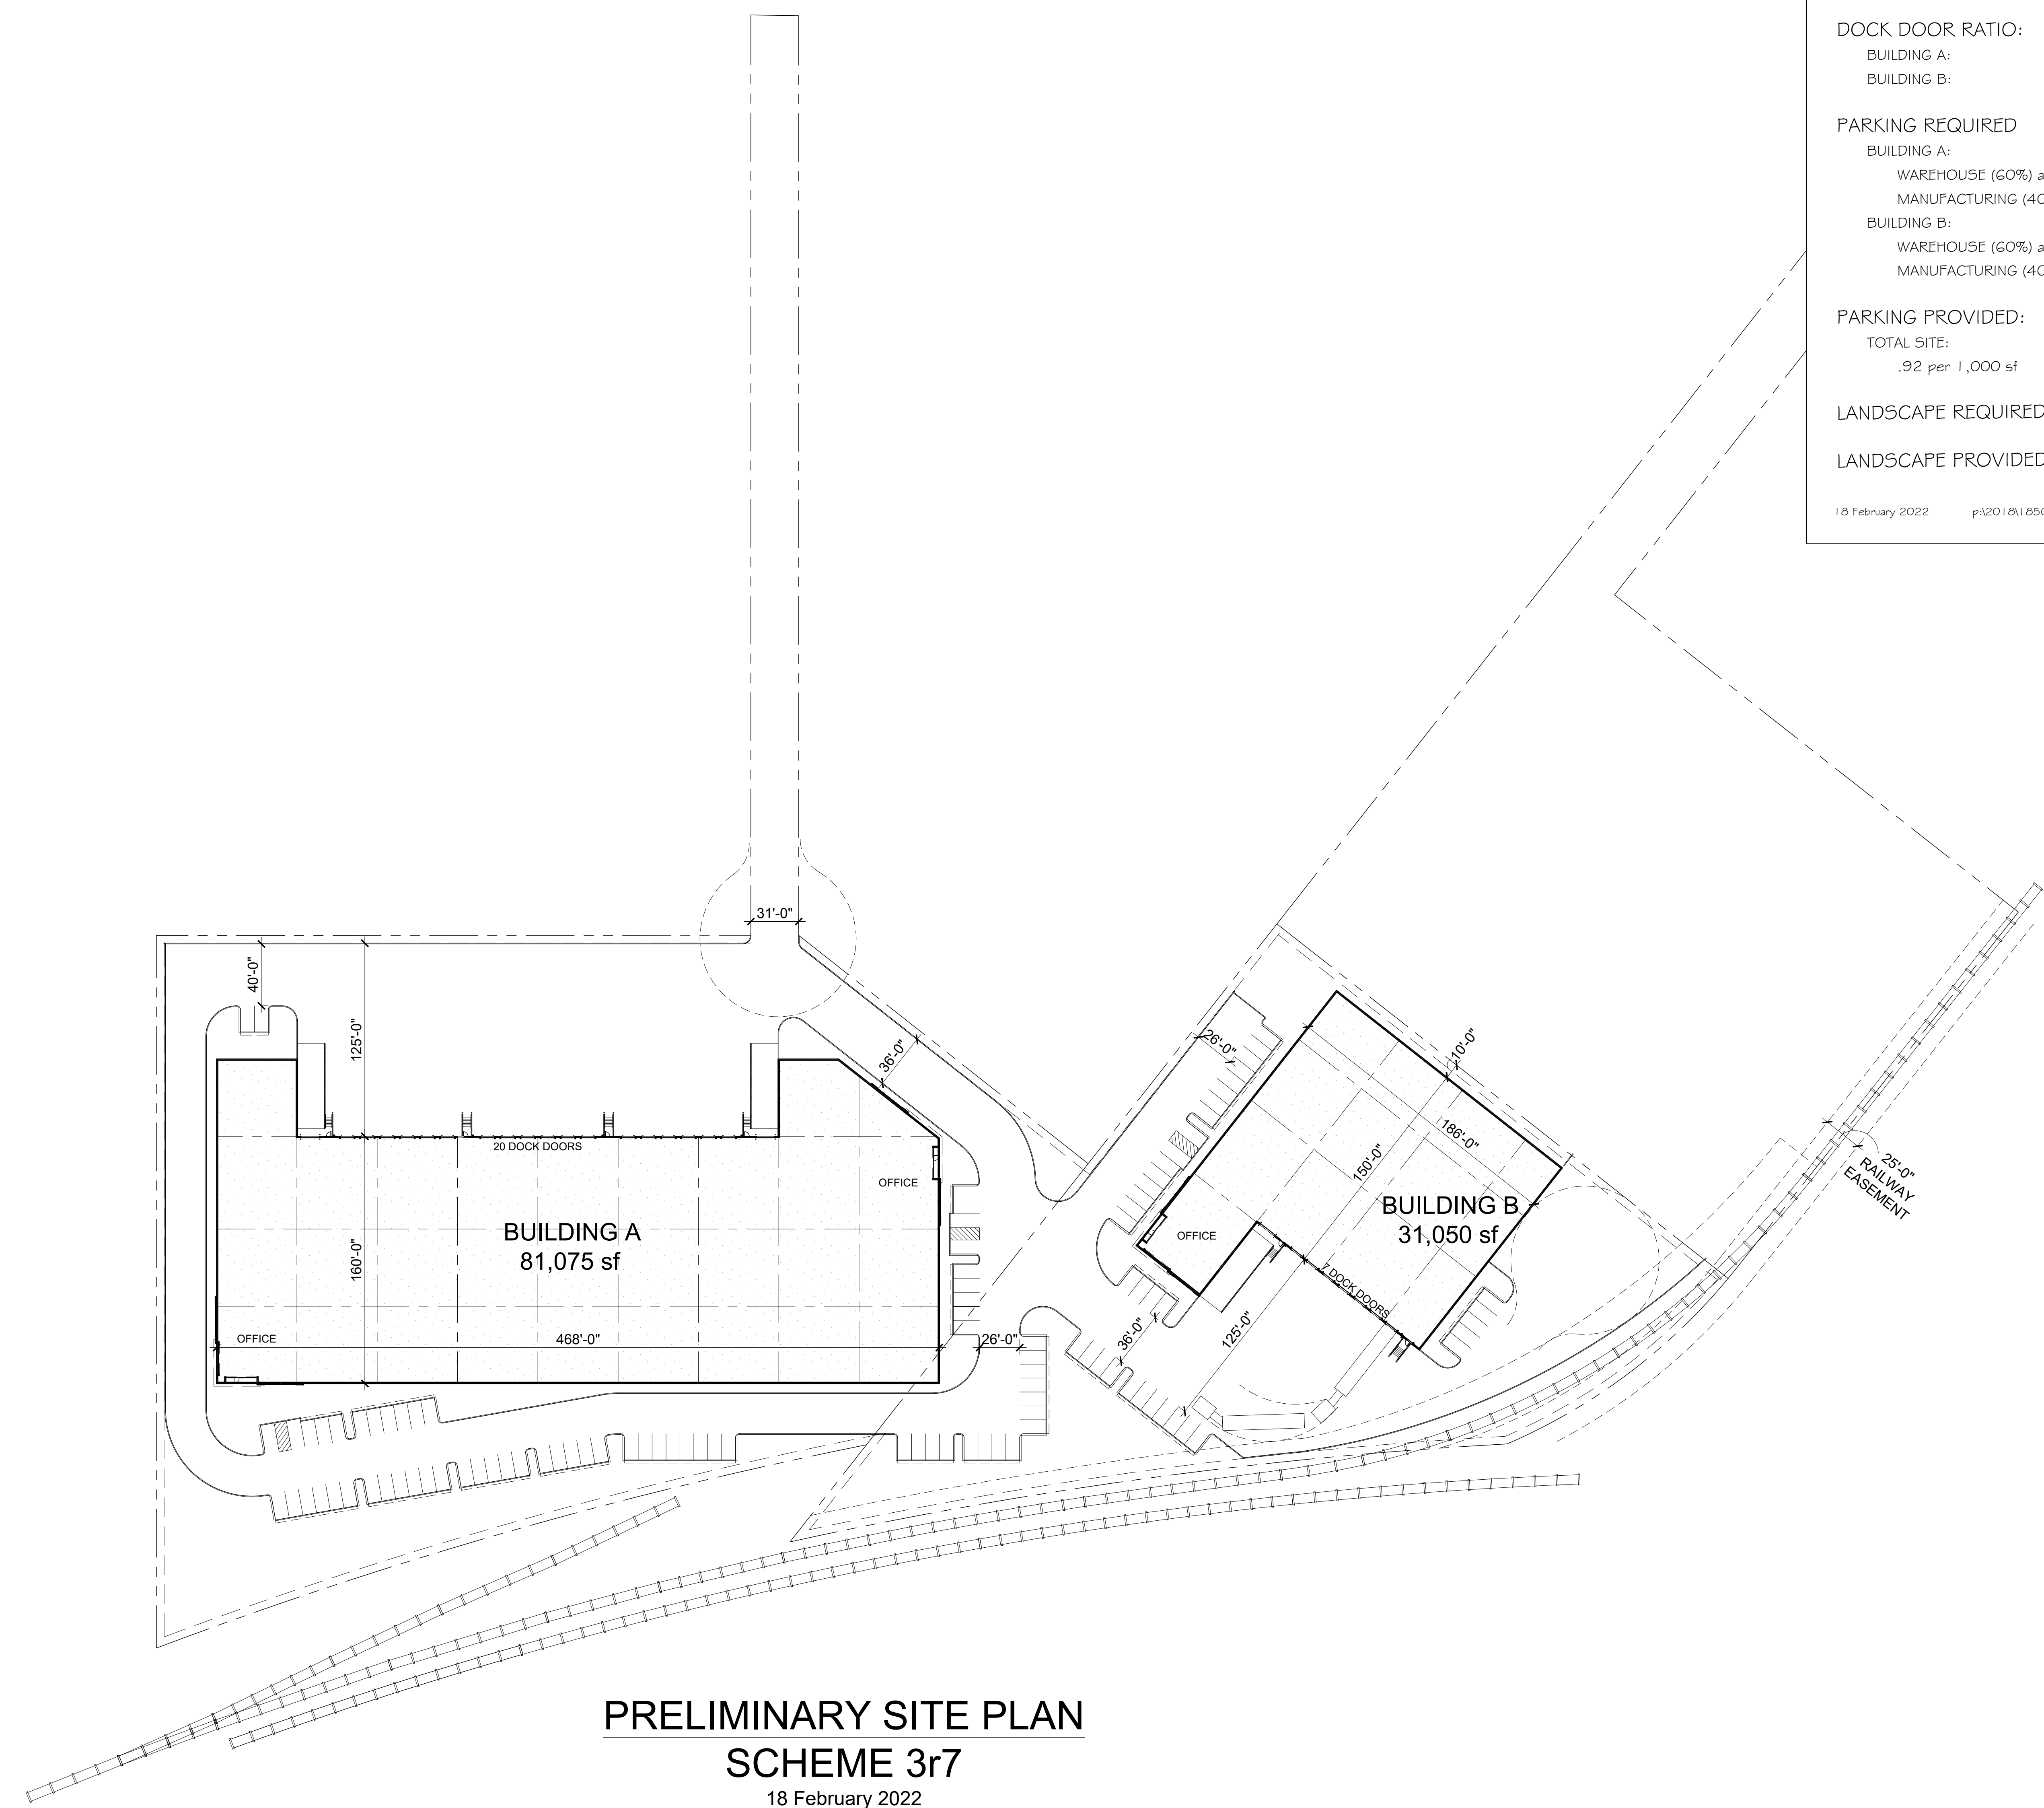 DOCK DOOR RATIO:
BUILDING A:
BUILDING B:
PARKING REQUIRED
BUILDING A:
WAREHOUSE (60%) a
MANUFACTURING (40
BUILDING B:
WAREHOUSE (60%) a
MANUFACTURING (40
PARKING PROVIDED:
TOTAL SITE:
.92 per 1,000 sf
LANDSCAPE REQUIRED
LANDSCAPE PROVIDED
18 February 2022 p:\2018\1850
31'-0"
40'-0"
125'-0"
36'-0"
20 DOCK DOORS
OFFICE
BUILDING A
81,075 sf
160'-0"
OFFICE
468'-0"
26'-0"
26'-0"
10'-0"
186'-0"
150'-0"
BUILDING B
31,050 sf
OFFICE
7 DOCK DOORS
36'-0"
125'-0"
25'-0"
RAILWAY
EASEMENT
PRELIMINARY SITE PLAN
SCHEME 3r7
18 February 2022